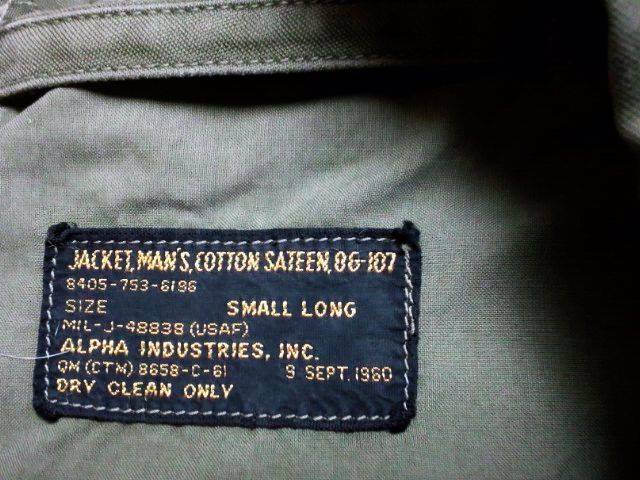 JACKET, MAN'S, COTTON SATEEN, OG-107
8405-753-6186
SIZE SMALL LONG
MIL-J-48838 (USAF)
ALPHA INDUSTRIES, INC.
QM (CTM) 8658-C-61 9 SEPT. 1960
DRY CLEAN ONLY